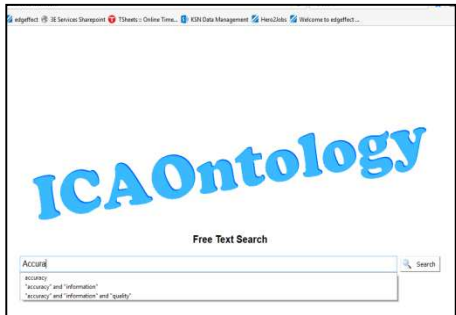 edgeffect 3E Services Sharepoint TSheets :: Online Time... KSN Data Management Hero2Jobs Welcome to edgeffect ...
ICAOntology
Free Text Search
Accura Search
accuracy
"accuracy" and "information"
"accuracy" and "information" and "quality"